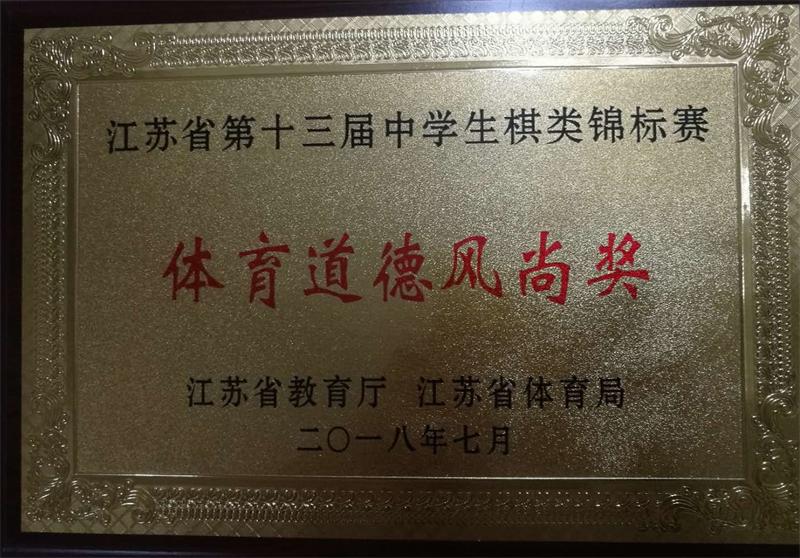 江苏省第十三届中学生棋类锦标赛
体育道德风尚奖
江苏省教育厅 江苏省体育局
二〇一八年七月